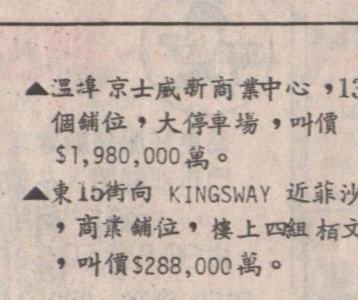 ▲溫埠京士威新商業中心，13
個鋪位，大停車場，叫價
$1,980,000萬。
▲東15街向 KINGSWAY 近菲沙
，商業鋪位，樓上四組栢文
，叫價$288,000萬。